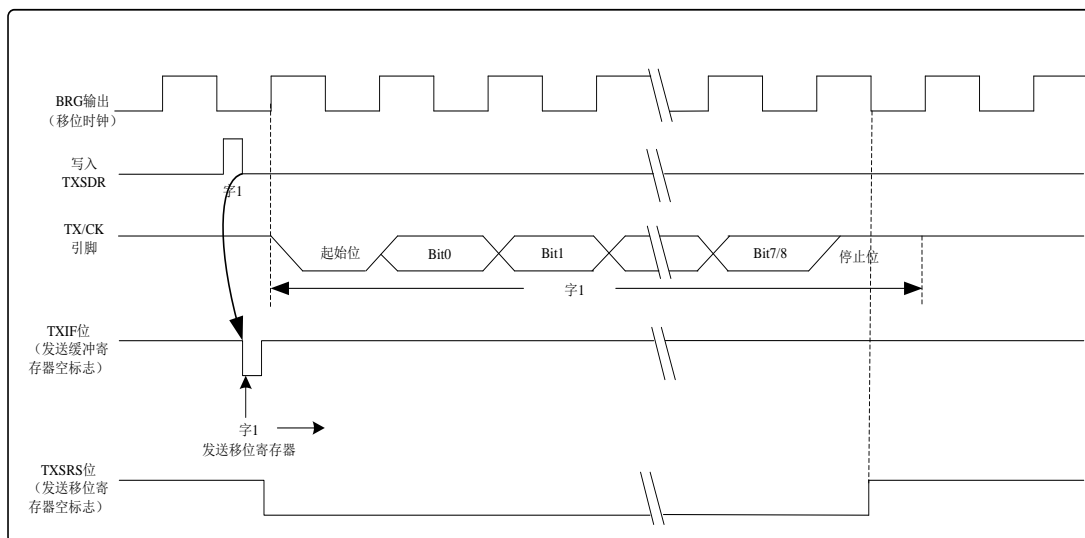 BRG输出
（移位时钟）
写入
TXSDR
字1
TX/CK
引脚
起始位
Bit0
Bit1
Bit7/8
停止位
字1
TXIF位
（发送缓冲寄
存器空标志）
字1
发送移位寄存器
TXSRS位
（发送移位寄
存器空标志）